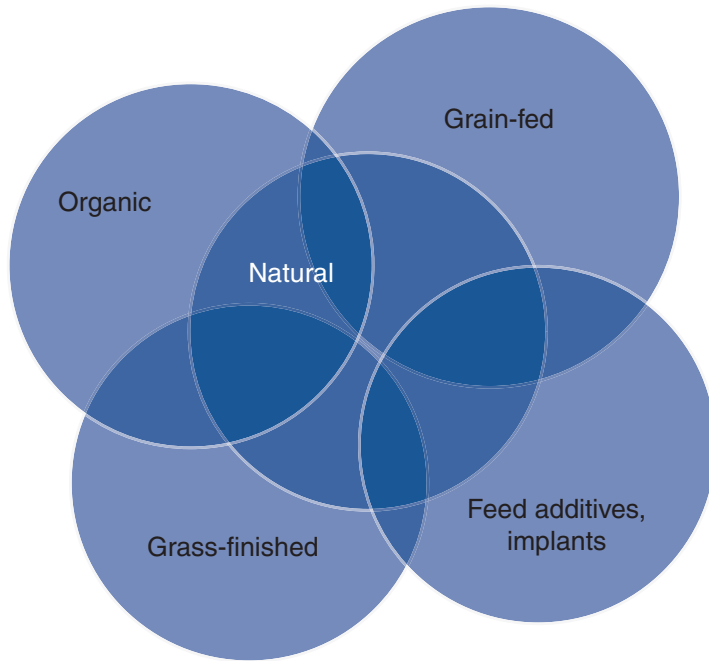 Grain-fed
Organic
Natural
Feed additives,
implants
Grass-finished